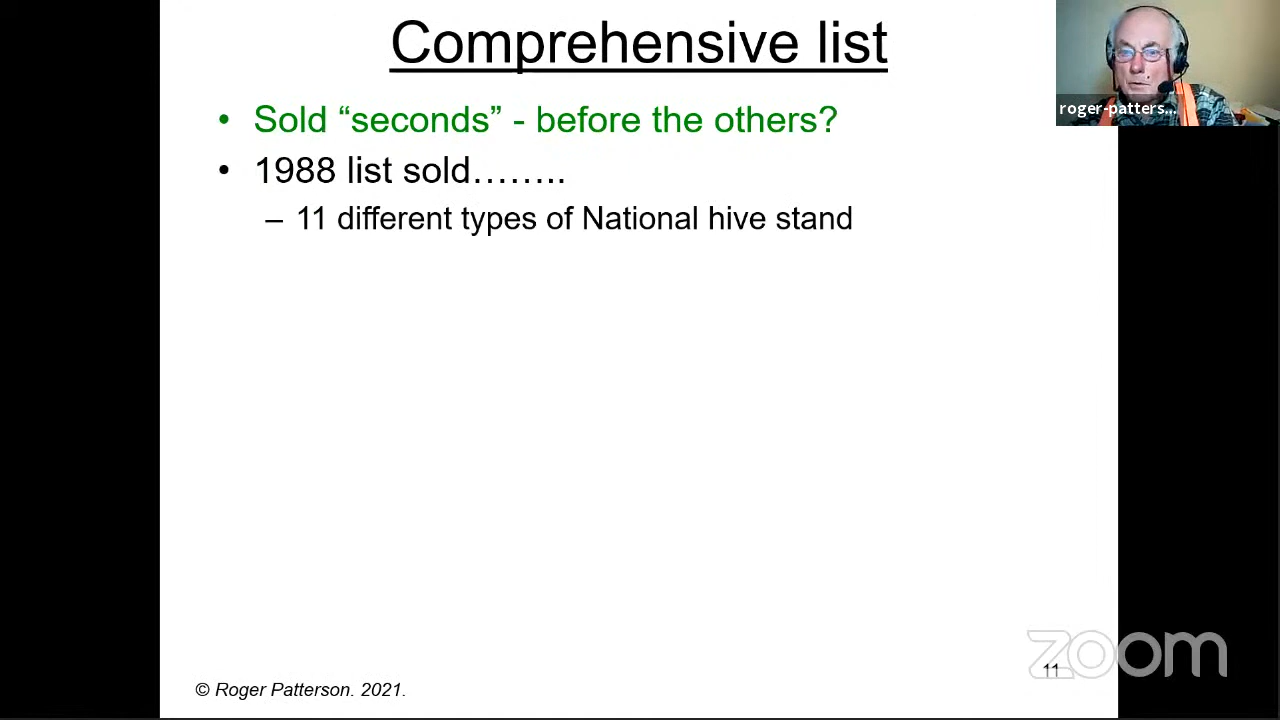 Comprehensive list
roger-patters...
• Sold “seconds” - before the others?
• 1988 list sold……..
– 11 different types of National hive stand
zoom
11
© Roger Patterson. 2021.